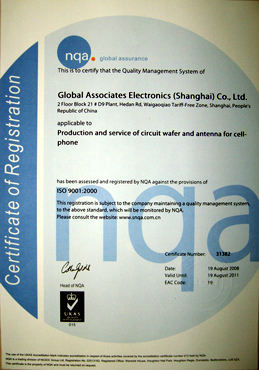 nqa. global assurance
This is to certify that the Quality Management System of
Global Associates Electronics (Shanghai) Co., Ltd.
2 Floor Block 21 # D9 Plant, Hedan Rd, Waigaoqiao Tariff-Free Zone, Shanghai, People's
Republic of China
applicable to
Production and service of circuit wafer and antenna for cell-
phone
has been assessed and registered by NQA against the provisions of
ISO 9001:2000
This registration is subject to the company maintaining a quality management system,
to the above standard, which will be monitored by NQA.
Please consult the website: www.snqa.com.cn
Certificate of Registration
nqa
Certificate Number: 31382
Date: 19 August 2008
Valid Until: 19 August 2011
EAC Code: 19
Head of NQA
UKAS
QUALITY
MANAGEMENT
015